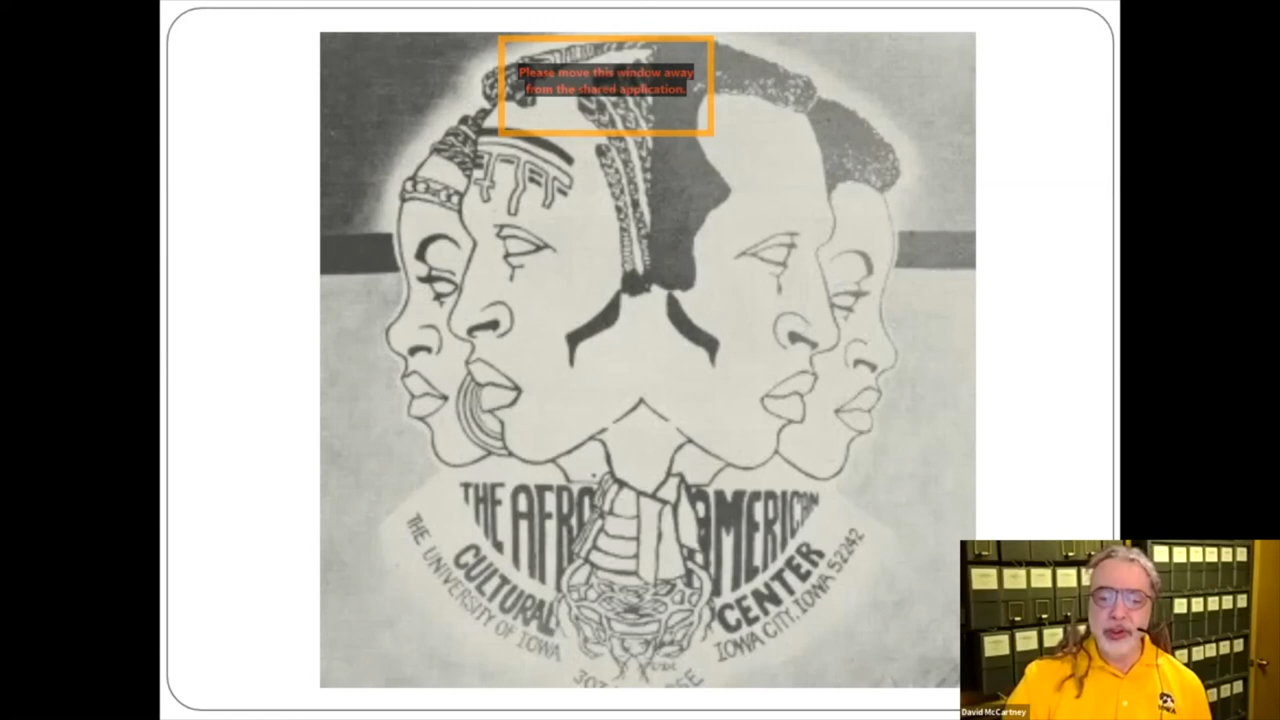 Please move this window away
from the shared application.
THE AFRO AMERICAN
CULTURAL CENTER
THE UNIVERSITY OF IOWA
IOWA CITY, IOWA 52242
303
David McCartney